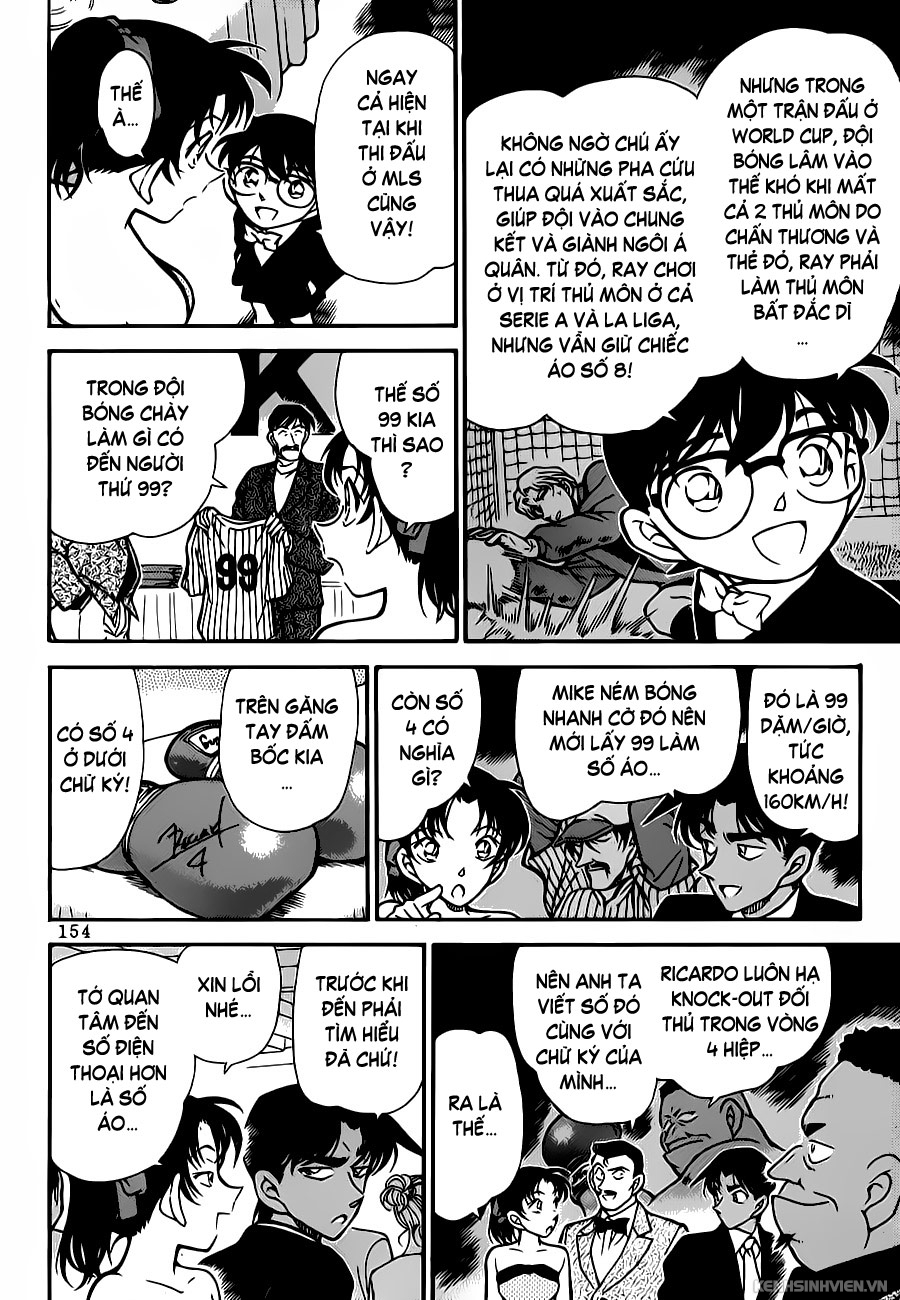 NHƯNG TRONG
MỘT TRẬN ĐẤU Ở
WORLD CUP, ĐỘI
BÓNG LÂM VÀO
THẾ KHÓ KHI MẤT
CẢ 2 THỦ MÔN DO
CHẤN THƯƠNG VÀ
THẺ ĐỎ, RAY PHẢI
LÀM THỦ MÔN
BẤT ĐẮC DĨ
...
KHÔNG NGỜ CHÚ ẤY
LẠI CÓ NHỮNG PHA CỨU
THUA QUÁ XUẤT SẮC,
GIÚP ĐỘI VÀO CHUNG
KẾT VÀ GIÀNH NGÔI Á
QUÂN. TỪ ĐÓ, RAY CHƠI
Ở VỊ TRÍ THỦ MÔN Ở CẢ
SERIE A VÀ LA LIGA,
NHƯNG VẪN GIỮ CHIẾC
ÁO SỐ 8!
NGAY
CẢ HIỆN
TẠI KHI
THI ĐẤU
Ở MLS
CŨNG
VẬY!
THẾ
À...
THẾ SỐ
99 KIA
THÌ SAO
?
TRONG ĐỘI
BÓNG CHÀY
LÀM GÌ CÓ
ĐẾN NGƯỜI
THỨ 99?
K
99
ĐÓ LÀ 99
DẶM/GIỜ,
TỨC
KHOẢNG
160KM/H!
MIKE NÉM BÓNG
NHANH CỠ ĐÓ NÊN
MỚI LẤY 99 LÀM
SỐ ÁO...
CÒN SỐ
4 CÓ
NGHĨA
GÌ?
TRÊN GĂNG
TAY ĐẤM
BỐC KIA
...
CÓ SỐ 4
Ở DƯỚI
CHỮ KÝ!
4
154
RICARDO LUÔN HẠ
KNOCK-OUT ĐỐI
THỦ TRONG VÒNG
4 HIỆP...
NÊN ANH TA
VIẾT SỐ ĐÓ
CÙNG VỚI
CHỮ KÝ CỦA
MÌNH...
RA LÀ
THẾ...
TRƯỚC KHI
ĐẾN PHẢI
TÌM HIỂU
ĐÃ CHỨ!
XIN LỖI
NHÉ...
TỚ QUAN
TÂM ĐẾN
SỐ ĐIỆN
THOẠI HƠN
LÀ SỐ
ÁO...
KENHSINHVIEN.VN